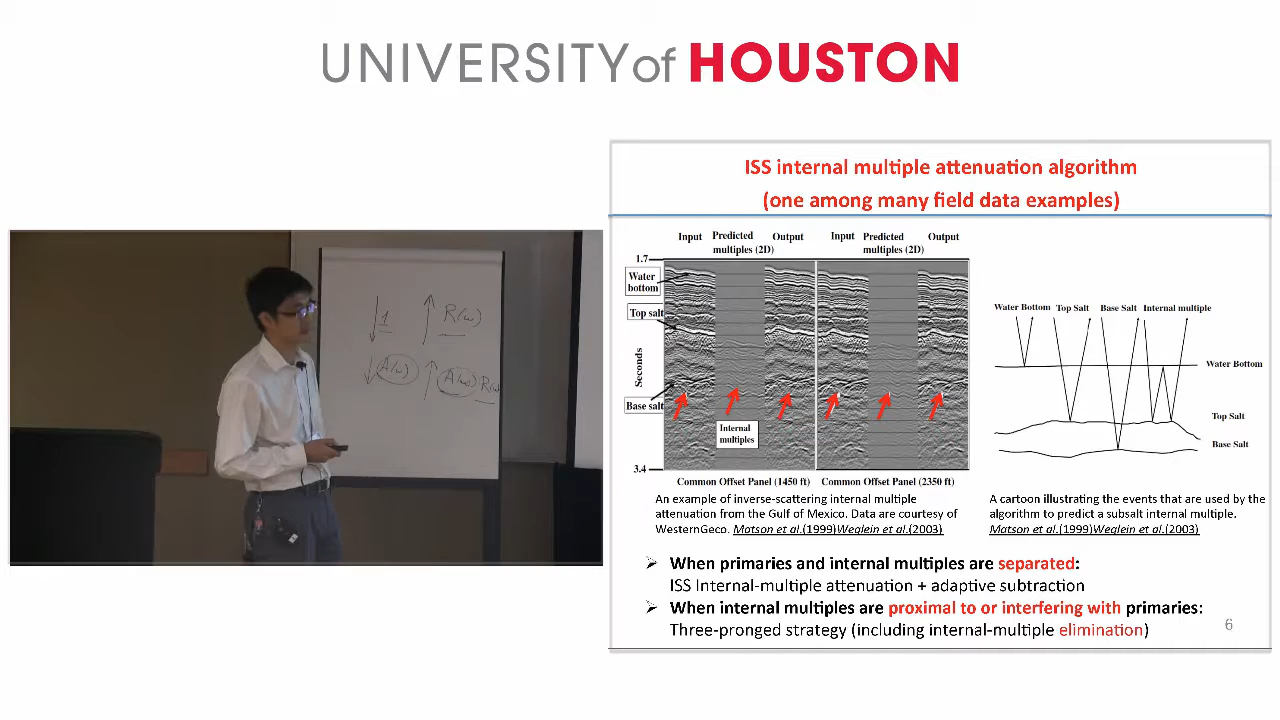 UNIVERSITY of HOUSTON
ISS internal multiple attenuation algorithm
(one among many field data examples)
Input Predicted multiples (2D) Output Input Predicted multiples (2D) Output
1.7
Water bottom
Top salt
Seconds
Base salt
Internal multiples
3.4
Common Offset Panel (1450 ft) Common Offset Panel (2350 ft)
An example of inverse-scattering internal multiple
attenuation from the Gulf of Mexico. Data are courtesy of
WesternGeco. Matson et al.(1999)Weglein et al.(2003)
Water Bottom Top Salt Base Salt Internal multiple
Water Bottom
Top Salt
Base Salt
A cartoon illustrating the events that are used by the
algorithm to predict a subsalt internal multiple.
Matson et al.(1999)Weglein et al.(2003)
➢ When primaries and internal multiples are separated:
ISS Internal-multiple attenuation + adaptive subtraction
➢ When internal multiples are proximal to or interfering with primaries:
Three-pronged strategy (including internal-multiple elimination)
6
1 R(ω)
A(ω) A(ω) R(ω